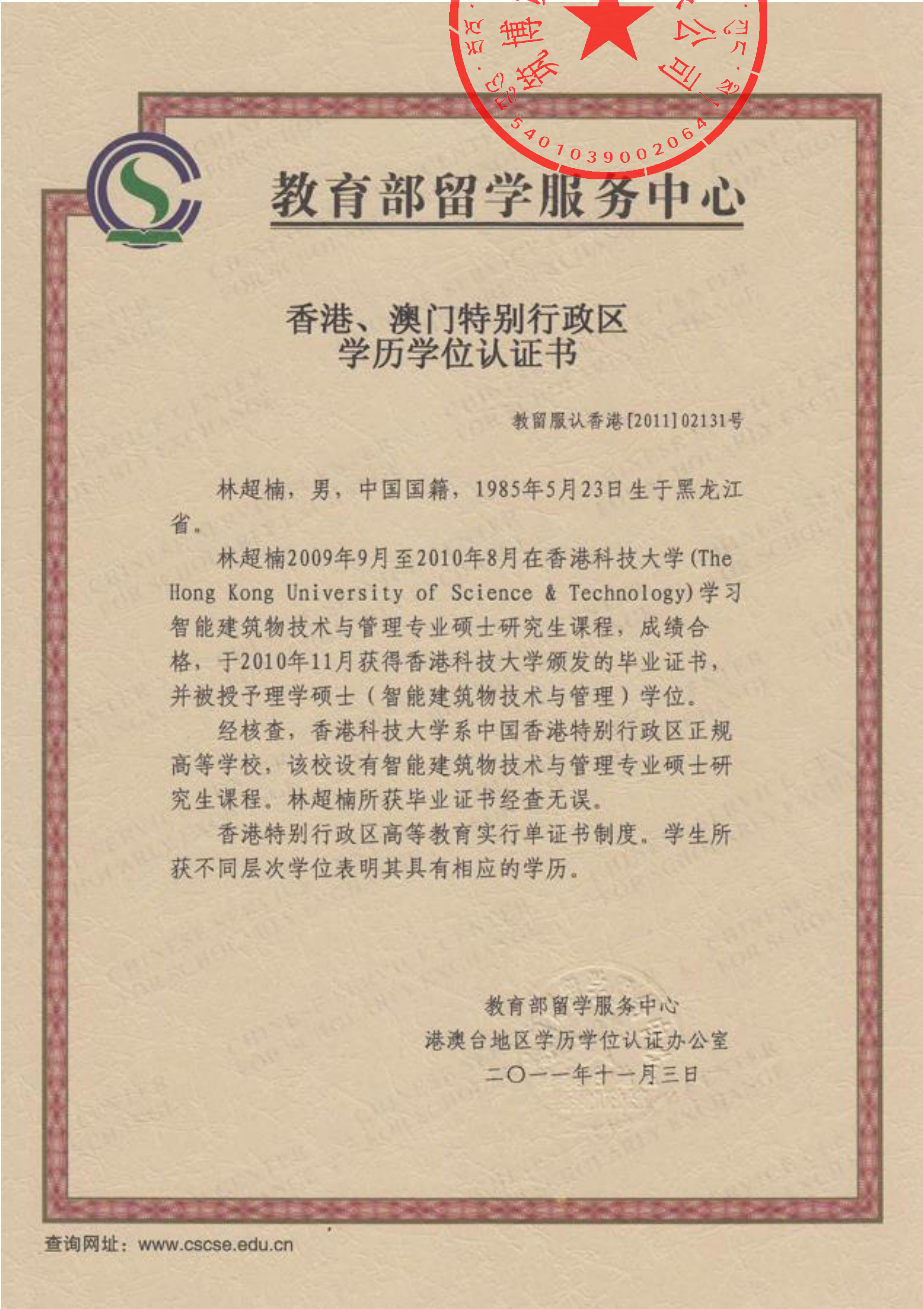 筑博
公司
5401039002064
教育部留学服务中心
香港、澳门特别行政区
学历学位认证书
教留服认香港[2011]02131号
林超楠，男，中国国籍，1985年5月23日生于黑龙江
省。
林超楠2009年9月至2010年8月在香港科技大学(The
Hong Kong University of Science & Technology)学习
智能建筑物技术与管理专业硕士研究生课程，成绩合
格，于2010年11月获得香港科技大学颁发的毕业证书，
并被授予理学硕士（智能建筑物技术与管理）学位。
经核查，香港科技大学系中国香港特别行政区正规
高等学校，该校设有智能建筑物技术与管理专业硕士研
究生课程。林超楠所获毕业证书经查无误。
香港特别行政区高等教育实行单证书制度。学生所
获不同层次学位表明其具有相应的学历。
教育部留学服务中心
港澳台地区学历学位认证办公室
二〇一一年十一月三日
查询网址：www.cscse.edu.cn